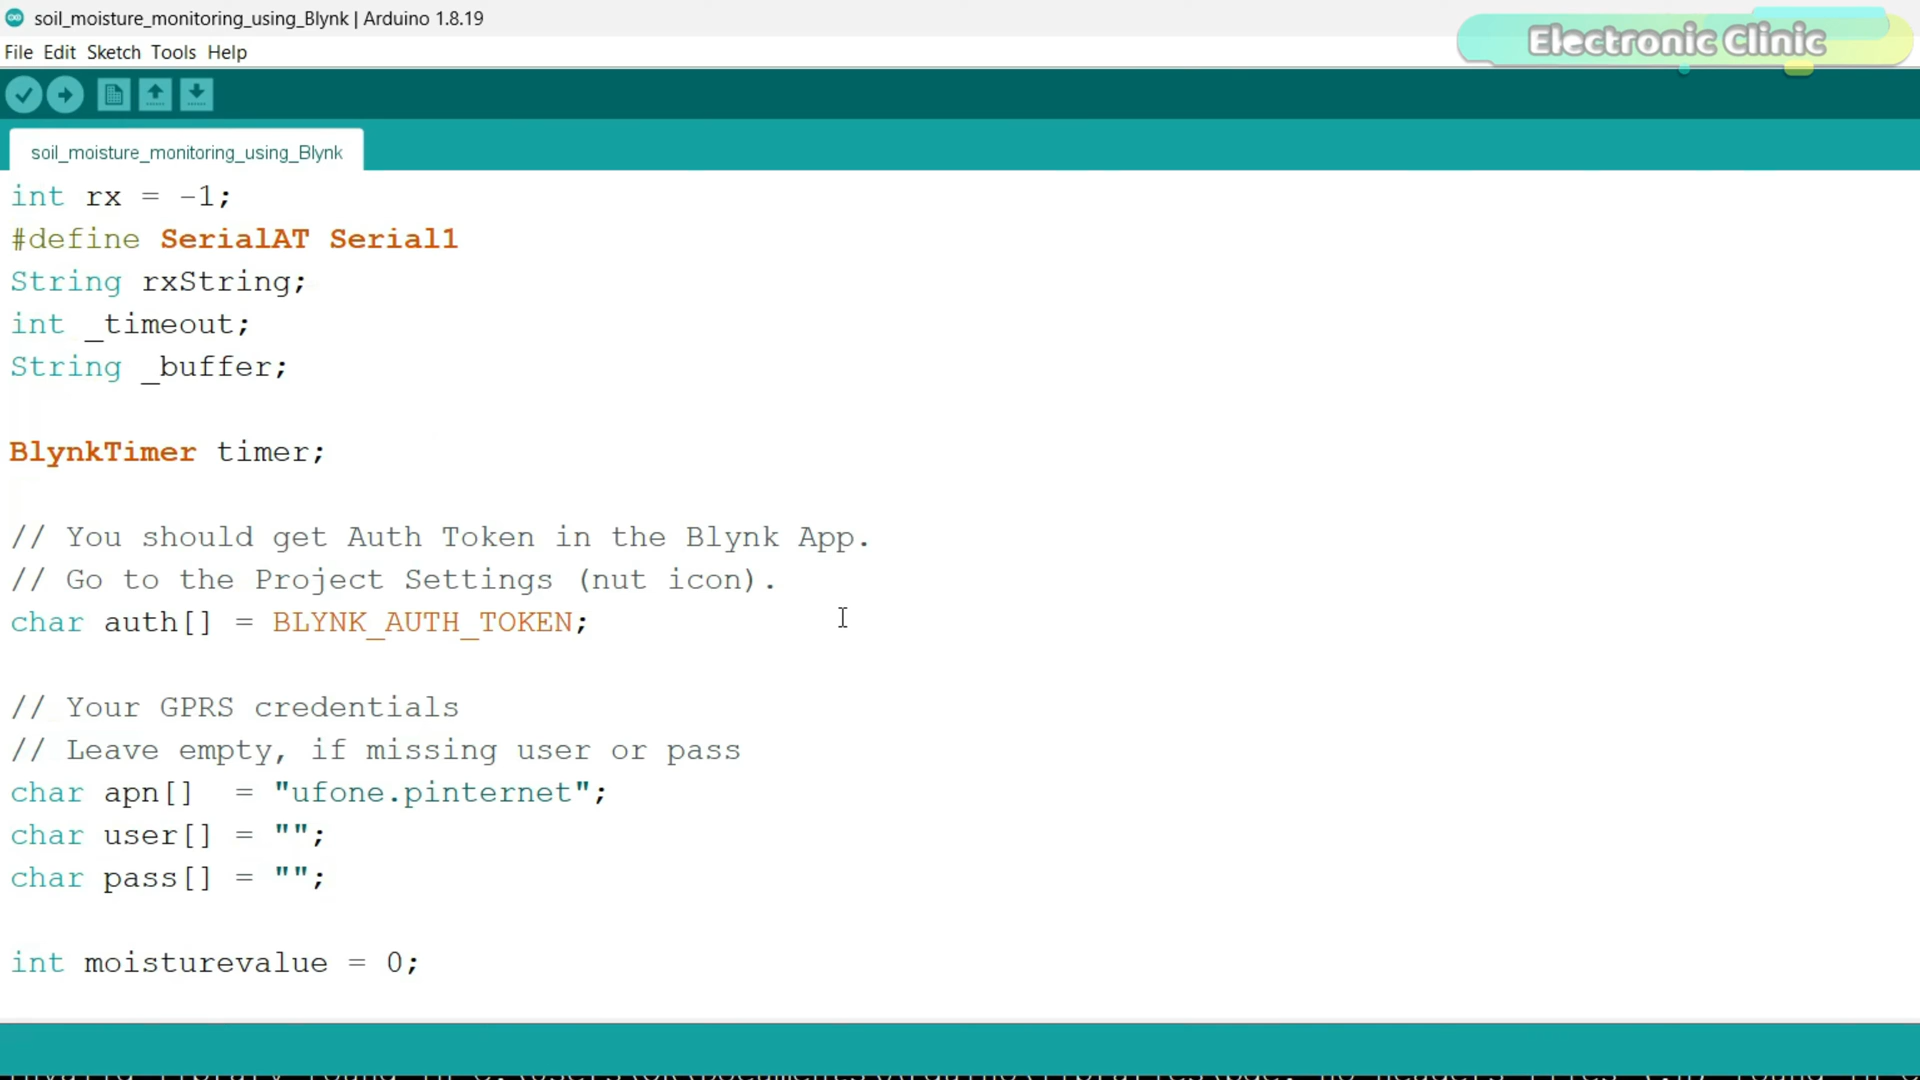 soil_moisture_monitoring_using_Blynk | Arduino 1.8.19
Electronic Clinic
File Edit Sketch Tools Help
soil_moisture_monitoring_using_Blynk
int rx = -1;
#define SerialAT Serial1
String rxString;
int _timeout;
String _buffer;
BlynkTimer timer;
// You should get Auth Token in the Blynk App.
// Go to the Project Settings (nut icon).
char auth[] = BLYNK_AUTH_TOKEN;
// Your GPRS credentials
// Leave empty, if missing user or pass
char apn[]  = "ufone.pinternet";
char user[] = "";
char pass[] = "";
int moisturevalue = 0;